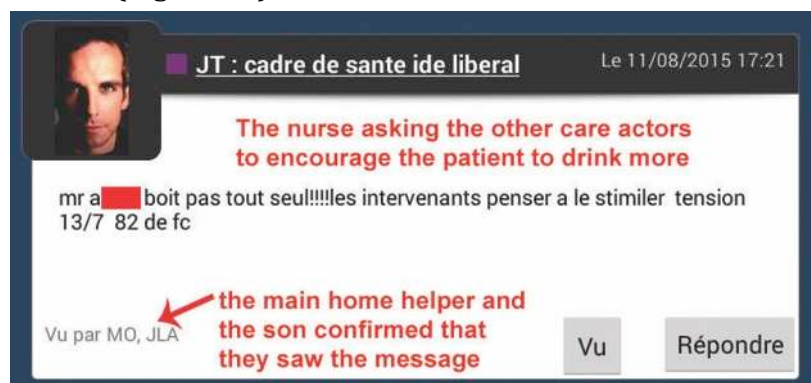 JT : cadre de sante ide liberal Le 11/08/2015 17:21
The nurse asking the other care actors
to encourage the patient to drink more
mr a boit pas tout seul!!!!les intervenants penser a le stimiler tension
13/7 82 de fc
the main home helper and
the son confirmed that
they saw the message
Vu par MO, JLA
Vu
Répondre